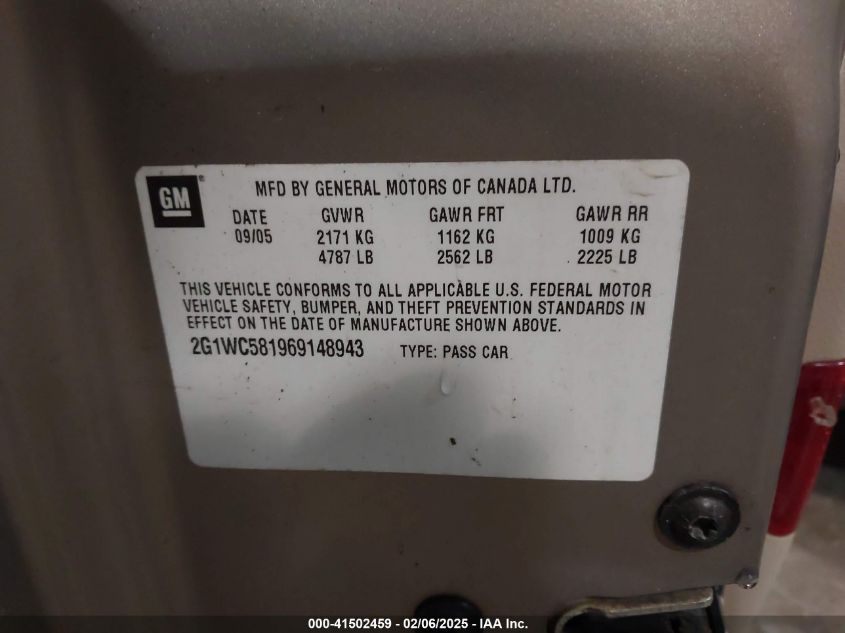 GM®
MFD BY GENERAL MOTORS OF CANADA LTD.
DATE GVWR GAWR FRT GAWR RR
09/05 2171 KG 1162 KG 1009 KG
4787 LB 2562 LB 2225 LB
THIS VEHICLE CONFORMS TO ALL APPLICABLE U.S. FEDERAL MOTOR
VEHICLE SAFETY, BUMPER, AND THEFT PREVENTION STANDARDS IN
EFFECT ON THE DATE OF MANUFACTURE SHOWN ABOVE.
2G1WC581969148943 TYPE: PASS CAR
000-41502459 - 02/06/2025 - IAA Inc.